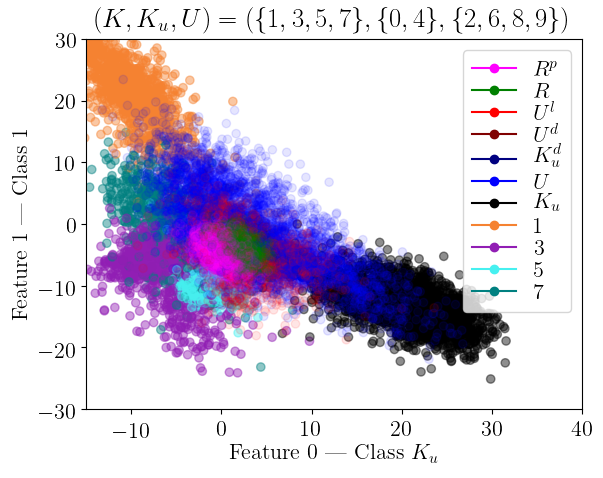 (K, K_u, U) = ({1, 3, 5, 7}, {0, 4}, {2, 6, 8, 9})
30
20
10
0
−10
−20
−30
Feature 1 — Class 1
R^p
R
U^l
U^d
K_u^d
U
K_u
1
3
5
7
−10
0
10
20
30
40
Feature 0 — Class K_u